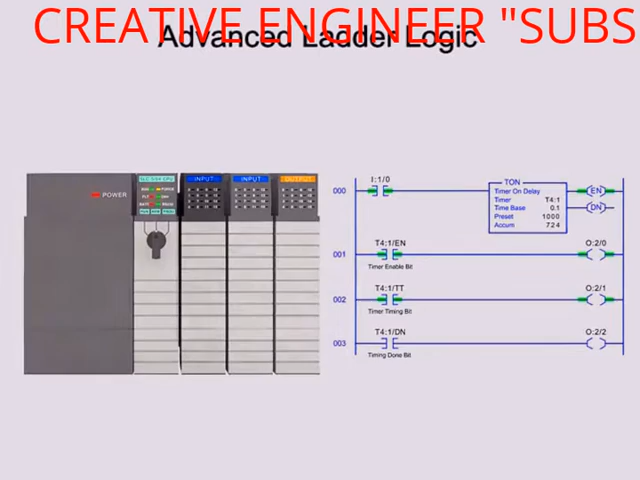 CREATIVE ENGINEER "SUBS
Advanced Ladder Logic
POWER
INPUT
INPUT
OUTPUT
I:1/0
000
TON
Timer On Delay
Timer T4:1
Time Base 0.1
Preset 1000
Accum 724
EN
DN
T4:1/EN
O:2/0
001
Timer Enable Bit
T4:1/TT
O:2/1
002
Timer Timing Bit
T4:1/DN
O:2/2
003
Timing Done Bit